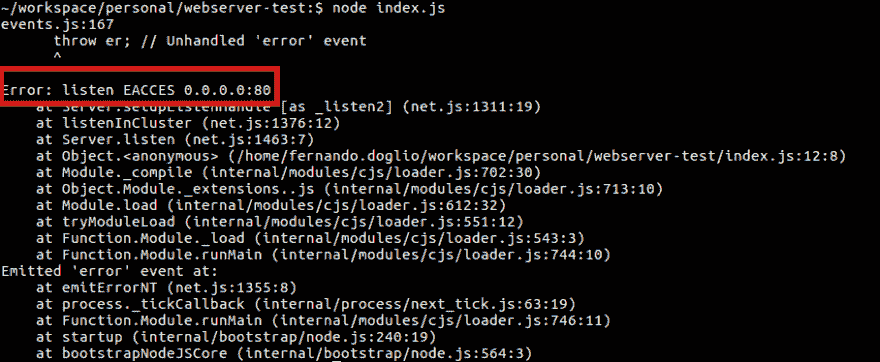 ~/workspace/personal/webserver-test:$ node index.js
events.js:167
      throw er; // Unhandled 'error' event
      ^

Error: listen EACCES 0.0.0.0:80
    at Server.setupListenHandle [as _listen2] (net.js:1311:19)
    at listenInCluster (net.js:1376:12)
    at Server.listen (net.js:1463:7)
    at Object.<anonymous> (/home/fernando.doglio/workspace/personal/webserver-test/index.js:12:8)
    at Module._compile (internal/modules/cjs/loader.js:702:30)
    at Object.Module._extensions..js (internal/modules/cjs/loader.js:713:10)
    at Module.load (internal/modules/cjs/loader.js:612:32)
    at tryModuleLoad (internal/modules/cjs/loader.js:551:12)
    at Function.Module._load (internal/modules/cjs/loader.js:543:3)
    at Function.Module.runMain (internal/modules/cjs/loader.js:744:10)
Emitted 'error' event at:
    at emitErrorNT (net.js:1355:8)
    at process._tickCallback (internal/process/next_tick.js:63:19)
    at Function.Module.runMain (internal/modules/cjs/loader.js:746:11)
    at startup (internal/bootstrap/node.js:240:19)
    at bootstrapNodeJSCore (internal/bootstrap/node.js:564:3)